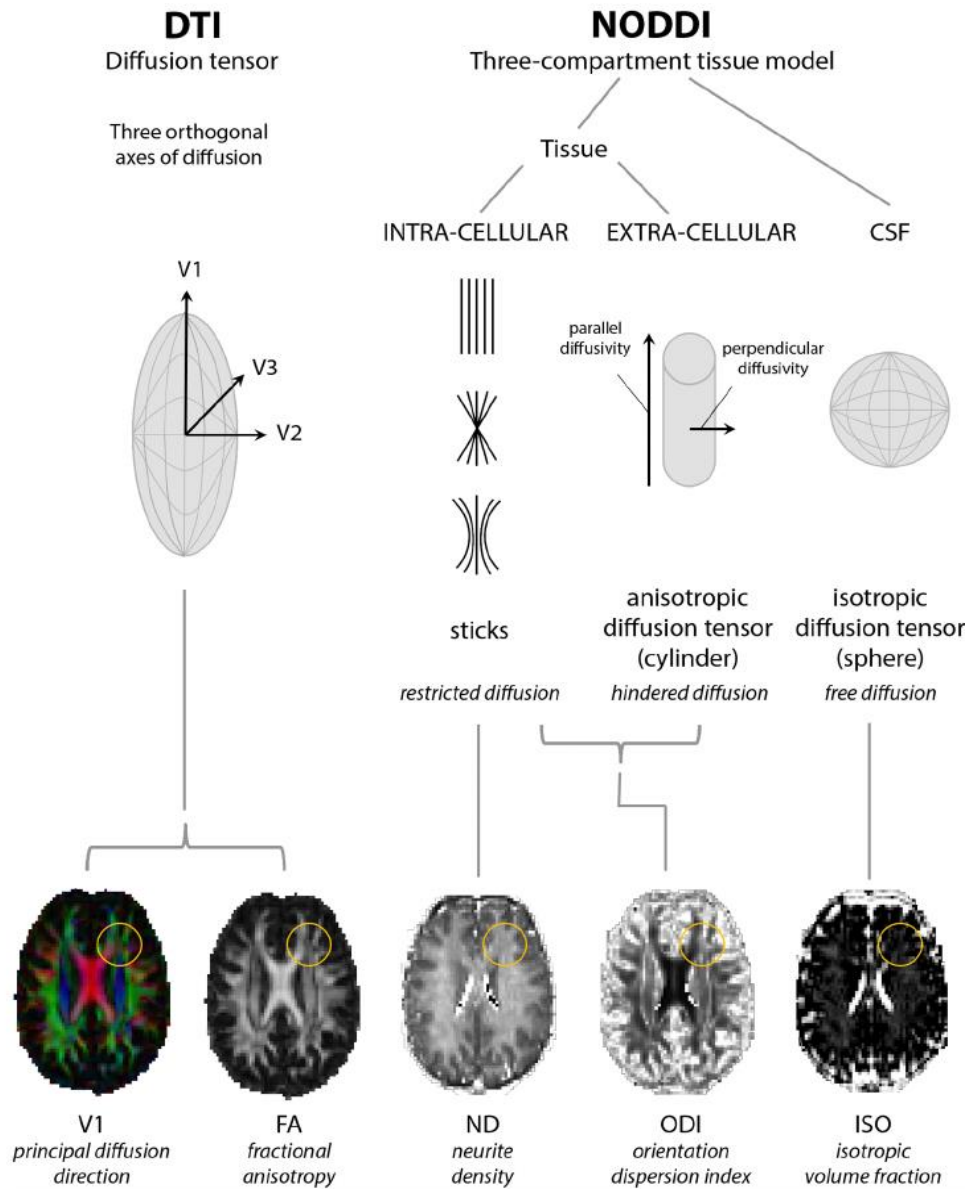 DTI
Diffusion tensor
Three orthogonal
axes of diffusion
V1
V3
V2
NODDI
Three-compartment tissue model
Tissue
INTRA-CELLULAR
EXTRA-CELLULAR
CSF
parallel
diffusivity
perpendicular
diffusivity
sticks
restricted diffusion
anisotropic
diffusion tensor
(cylinder)
hindered diffusion
isotropic
diffusion tensor
(sphere)
free diffusion
V1
principal diffusion
direction
FA
fractional
anisotropy
ND
neurite
density
ODI
orientation
dispersion index
ISO
isotropic
volume fraction